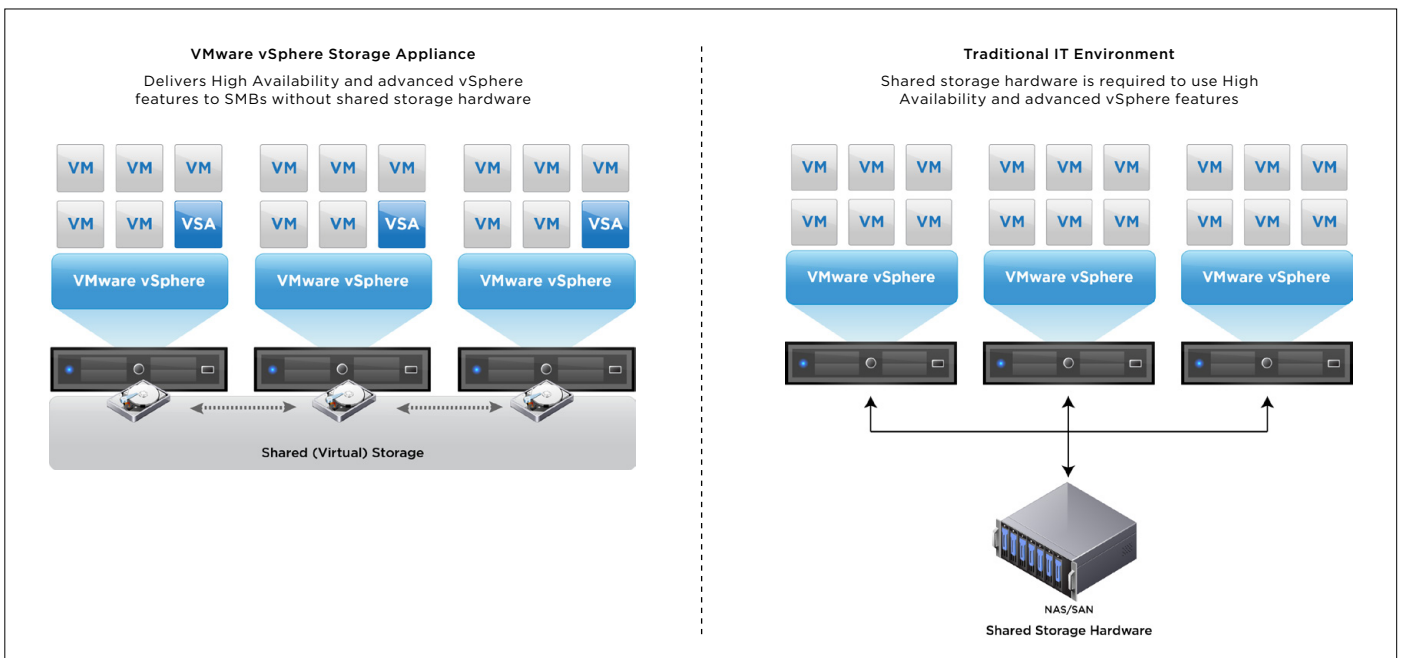 VMware vSphere Storage Appliance
Delivers High Availability and advanced vSphere
features to SMBs without shared storage hardware
VM VM VM VM VM VM VM VM VM
VM VM VSA VM VM VSA VM VM VSA
VMware vSphere VMware vSphere VMware vSphere
Shared (Virtual) Storage
Traditional IT Environment
Shared storage hardware is required to use High
Availability and advanced vSphere features
VM VM VM VM VM VM VM VM VM
VM VM VM VM VM VM VM VM VM
VMware vSphere VMware vSphere VMware vSphere
NAS/SAN
Shared Storage Hardware